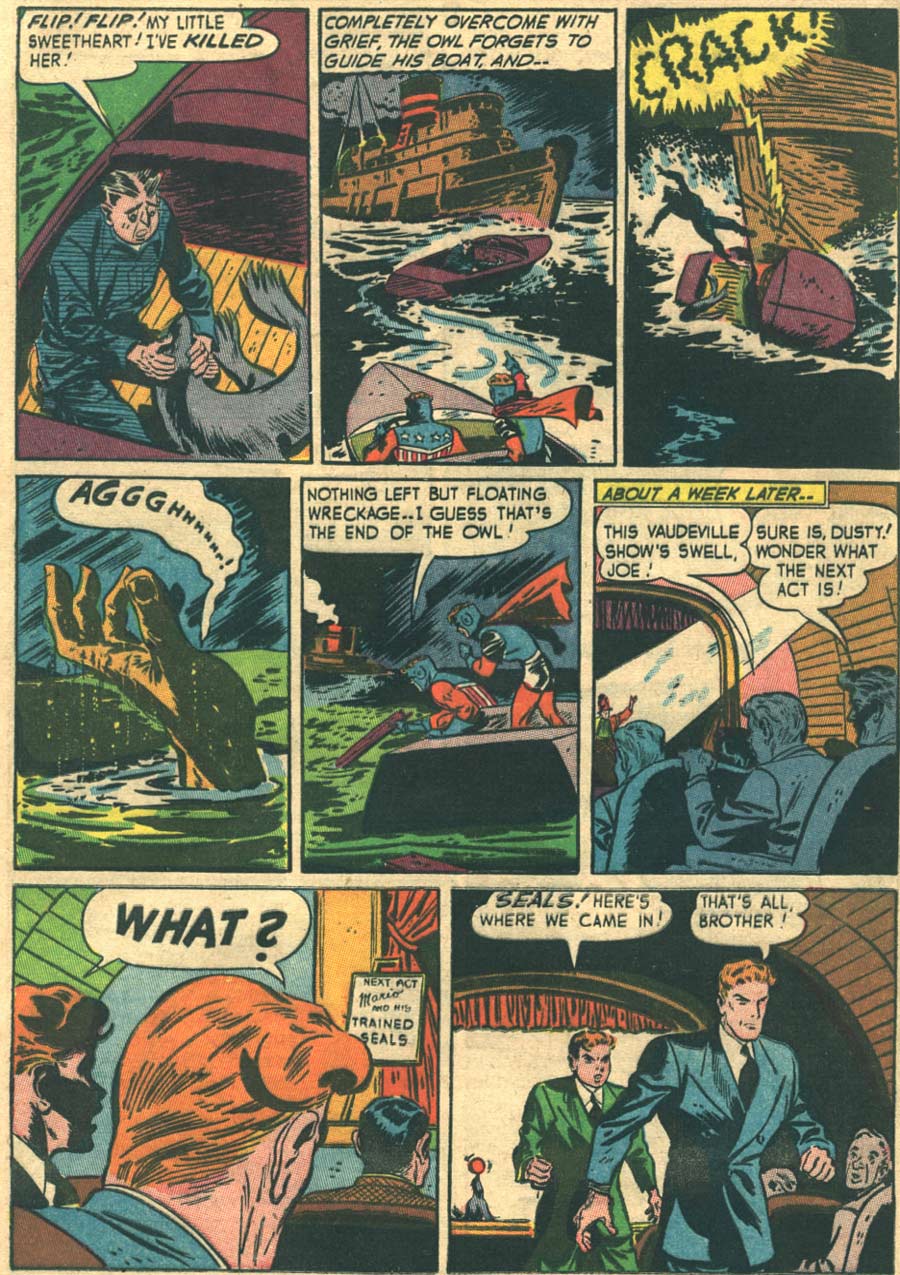 FLIP! FLIP! MY LITTLE
SWEETHEART! I'VE KILLED
HER!
COMPLETELY OVERCOME WITH
GRIEF, THE OWL FORGETS TO
GUIDE HIS BOAT, AND--
CRACK!
AGGGHHHHRR!
NOTHING LEFT BUT FLOATING
WRECKAGE..I GUESS THAT'S
THE END OF THE OWL!
ABOUT A WEEK LATER--
THIS VAUDEVILLE
SHOW'S SWELL,
JOE!
SURE IS, DUSTY!
WONDER WHAT
THE NEXT
ACT IS!
WHAT?
NEXT ACT
Mario
AND HIS
TRAINED
SEALS
SEALS! HERE'S
WHERE WE CAME IN!
THAT'S ALL,
BROTHER!